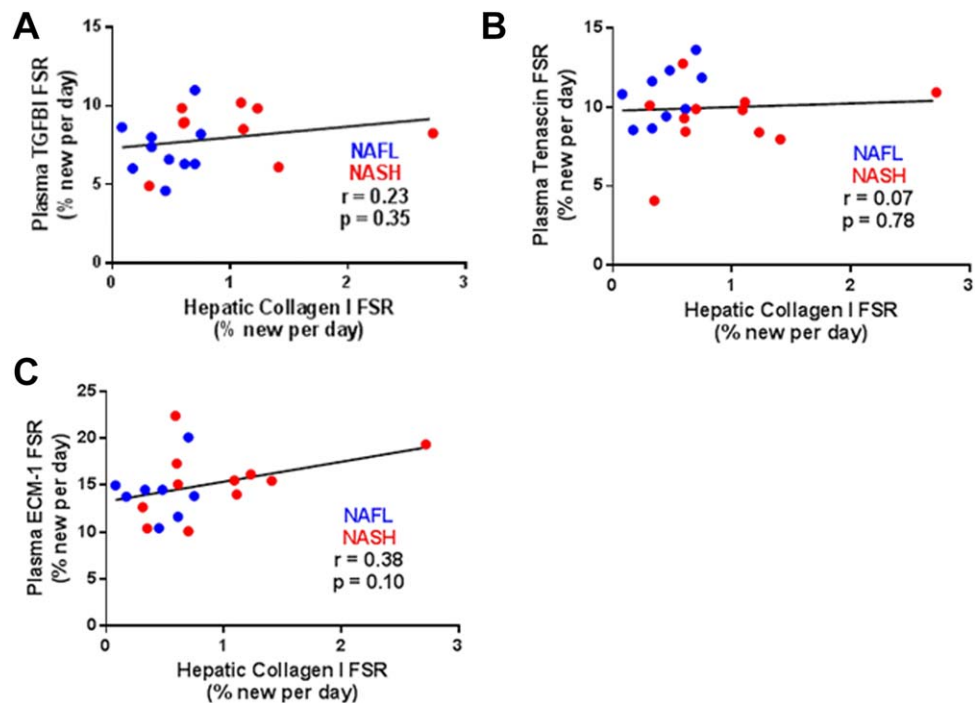 A
Plasma TGFBI FSR
(% new per day)
15
10
5
0
0 1 2 3
NAFL
NASH
r = 0.23
p = 0.35
Hepatic Collagen I FSR
(% new per day)
B
Plasma Tenascin FSR
(% new per day)
15
10
5
0
0 1 2 3
NAFL
NASH
r = 0.07
p = 0.78
Hepatic Collagen I FSR
(% new per day)
C
Plasma ECM-1 FSR
(% new per day)
25
20
15
10
5
0
0 1 2 3
NAFL
NASH
r = 0.38
p = 0.10
Hepatic Collagen I FSR
(% new per day)